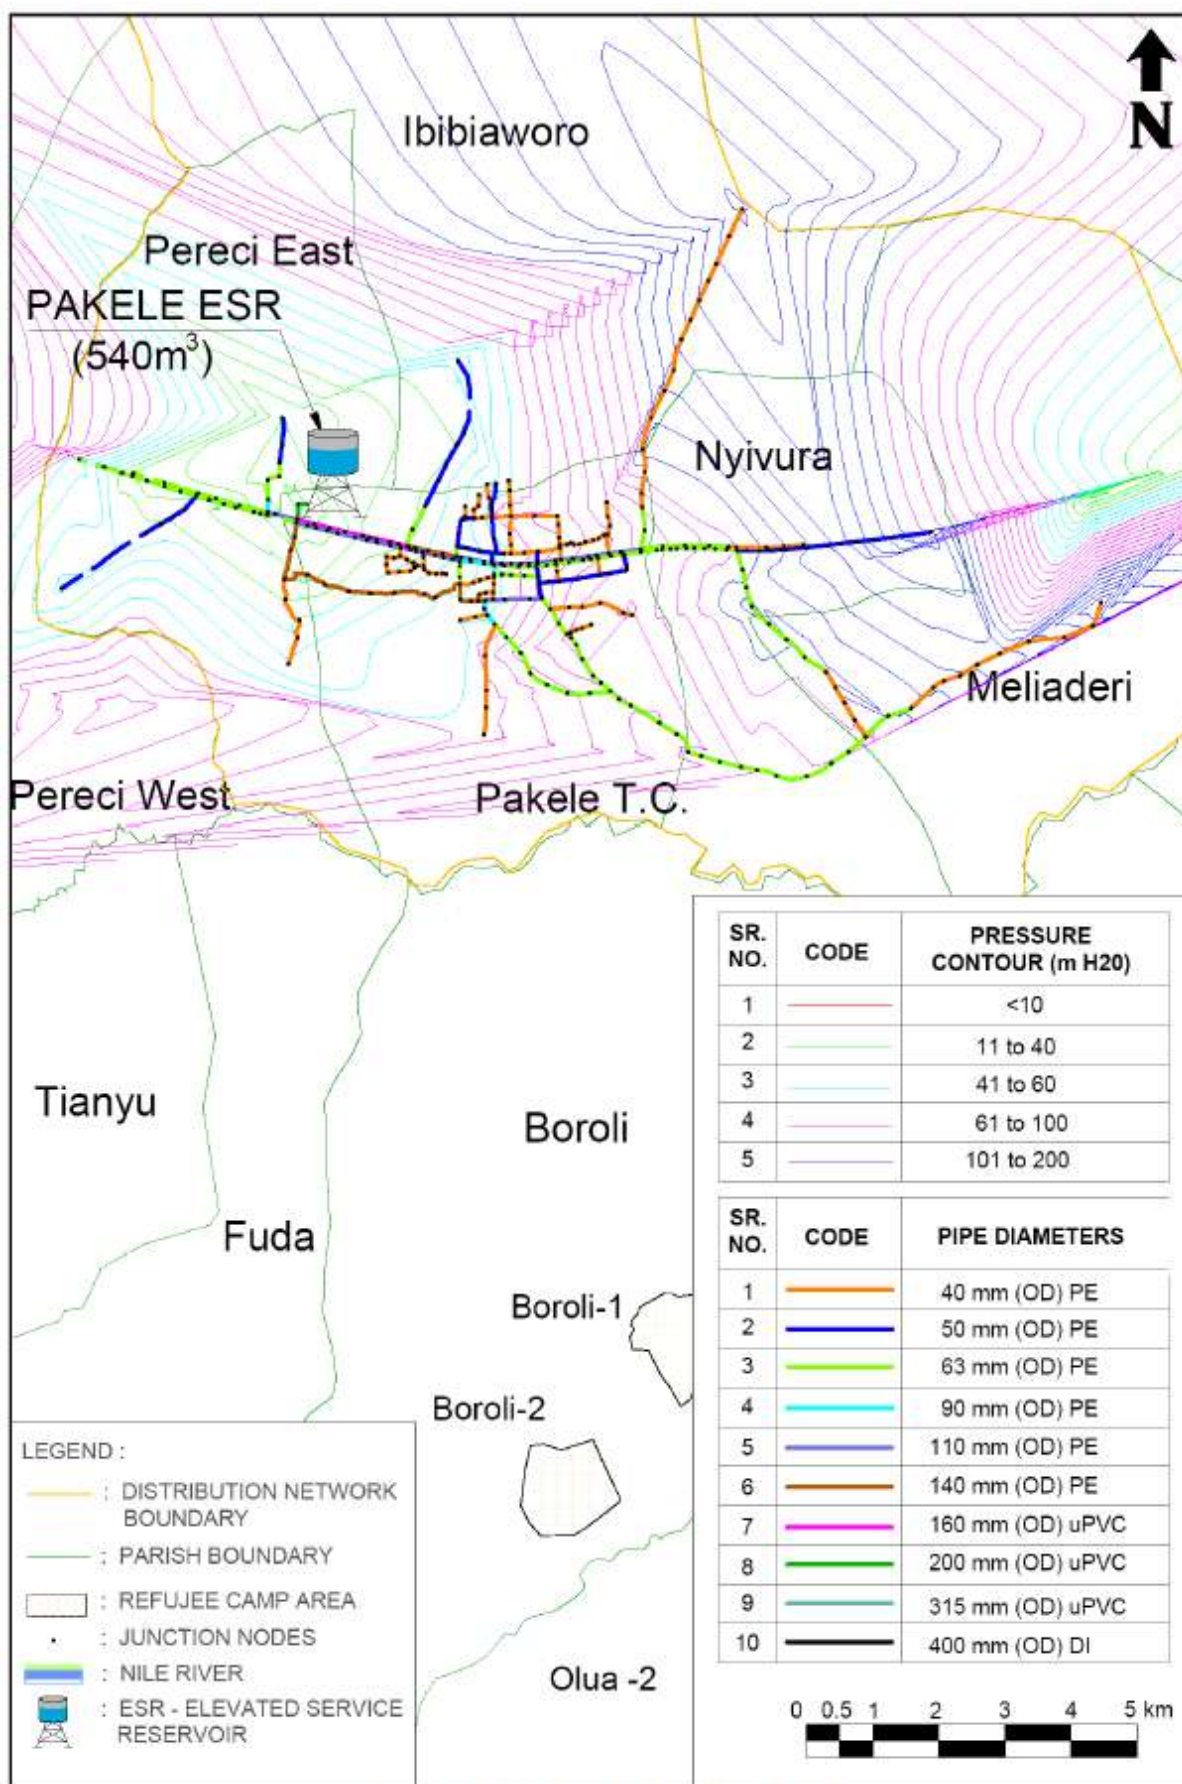 N
Ibibiaworo
Pereci East
PAKELE ESR
(540m³)
Nyivura
Meliaderi
Pereci West
Pakele T.C.
Tianyu
Boroli
Fuda
Boroli-1
Boroli-2
Olua -2
SR. NO. CODE PRESSURE CONTOUR (m H20)
1 <10
2 11 to 40
3 41 to 60
4 61 to 100
5 101 to 200
SR. NO. CODE PIPE DIAMETERS
1 40 mm (OD) PE
2 50 mm (OD) PE
3 63 mm (OD) PE
4 90 mm (OD) PE
5 110 mm (OD) PE
6 140 mm (OD) PE
7 160 mm (OD) uPVC
8 200 mm (OD) uPVC
9 315 mm (OD) uPVC
10 400 mm (OD) DI
LEGEND :
: DISTRIBUTION NETWORK
BOUNDARY
: PARISH BOUNDARY
: REFUJEE CAMP AREA
: JUNCTION NODES
: NILE RIVER
: ESR - ELEVATED SERVICE
RESERVOIR
0 0.5 1 2 3 4 5 km